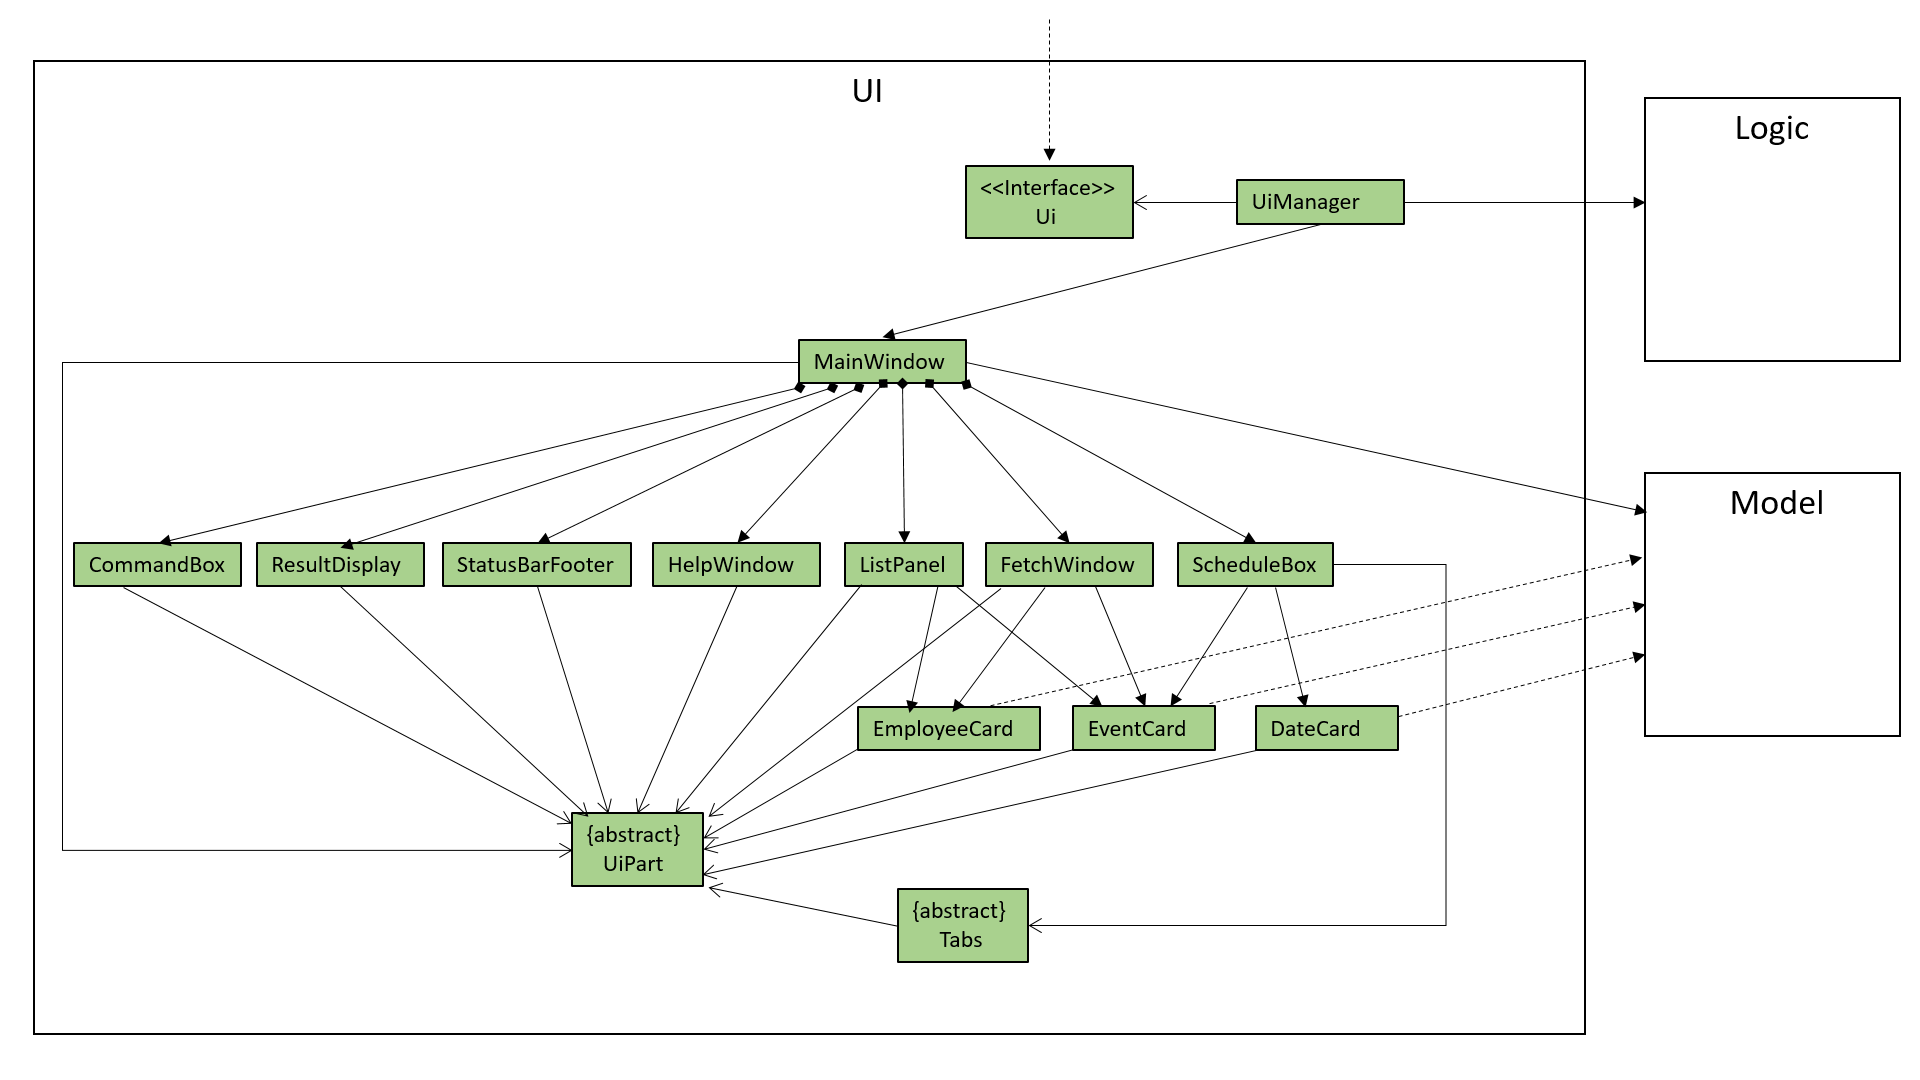 UI
Logic
<<Interface>>
Ui
UiManager
MainWindow
Model
CommandBox
ResultDisplay
StatusBarFooter
HelpWindow
ListPanel
FetchWindow
ScheduleBox
EmployeeCard
EventCard
DateCard
{abstract}
UiPart
{abstract}
Tabs